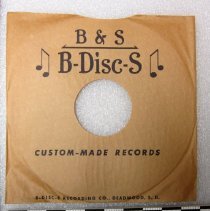 B & S
B-Disc-S
CUSTOM-MADE RECORDS
B-DISC-S RECORDING CO., DEADWOOD, S. D.